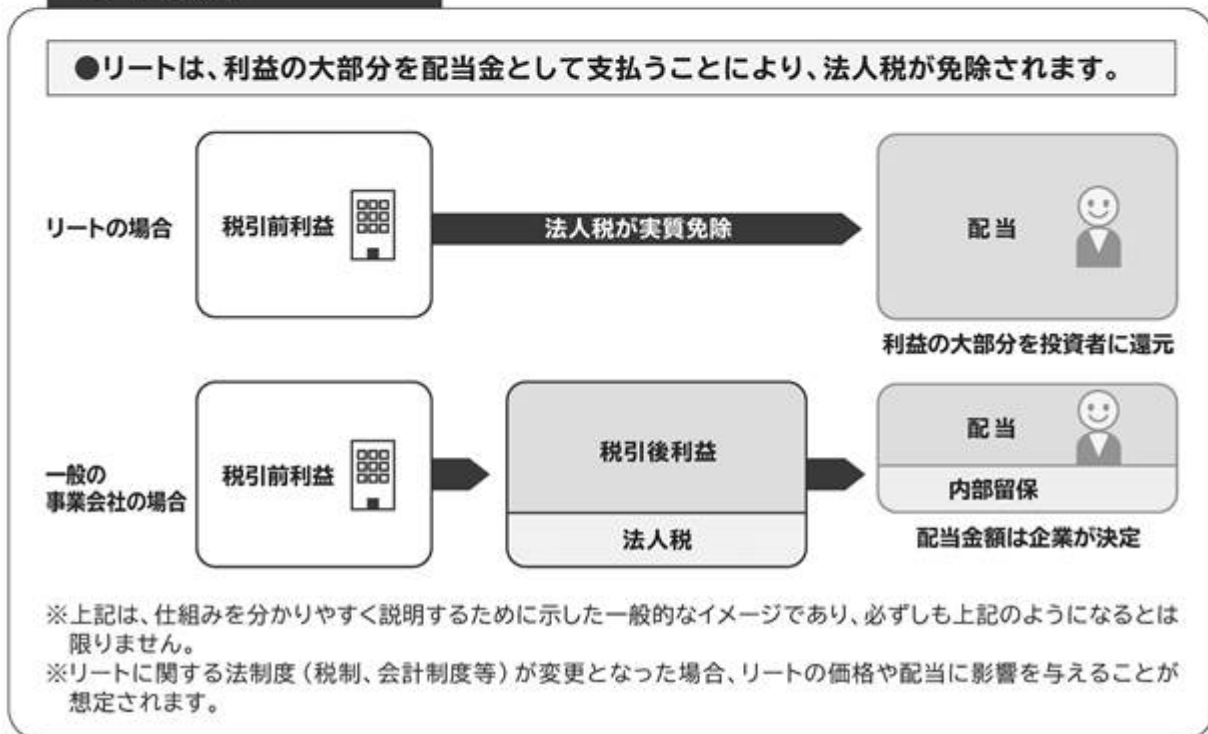 ●リートは、利益の大部分を配当金として支払うことにより、法人税が免除されます。
リートの場合
税引前利益
法人税が実質免除
配当
利益の大部分を投資者に還元
一般の
事業会社の場合
税引前利益
税引後利益
法人税
配当
内部留保
配当金額は企業が決定
※上記は、仕組みを分かりやすく説明するために示した一般的なイメージであり、必ずしも上記のようになるとは
限りません。
※リートに関する法制度(税制、会計制度等)が変更となった場合、リートの価格や配当に影響を与えることが
想定されます。